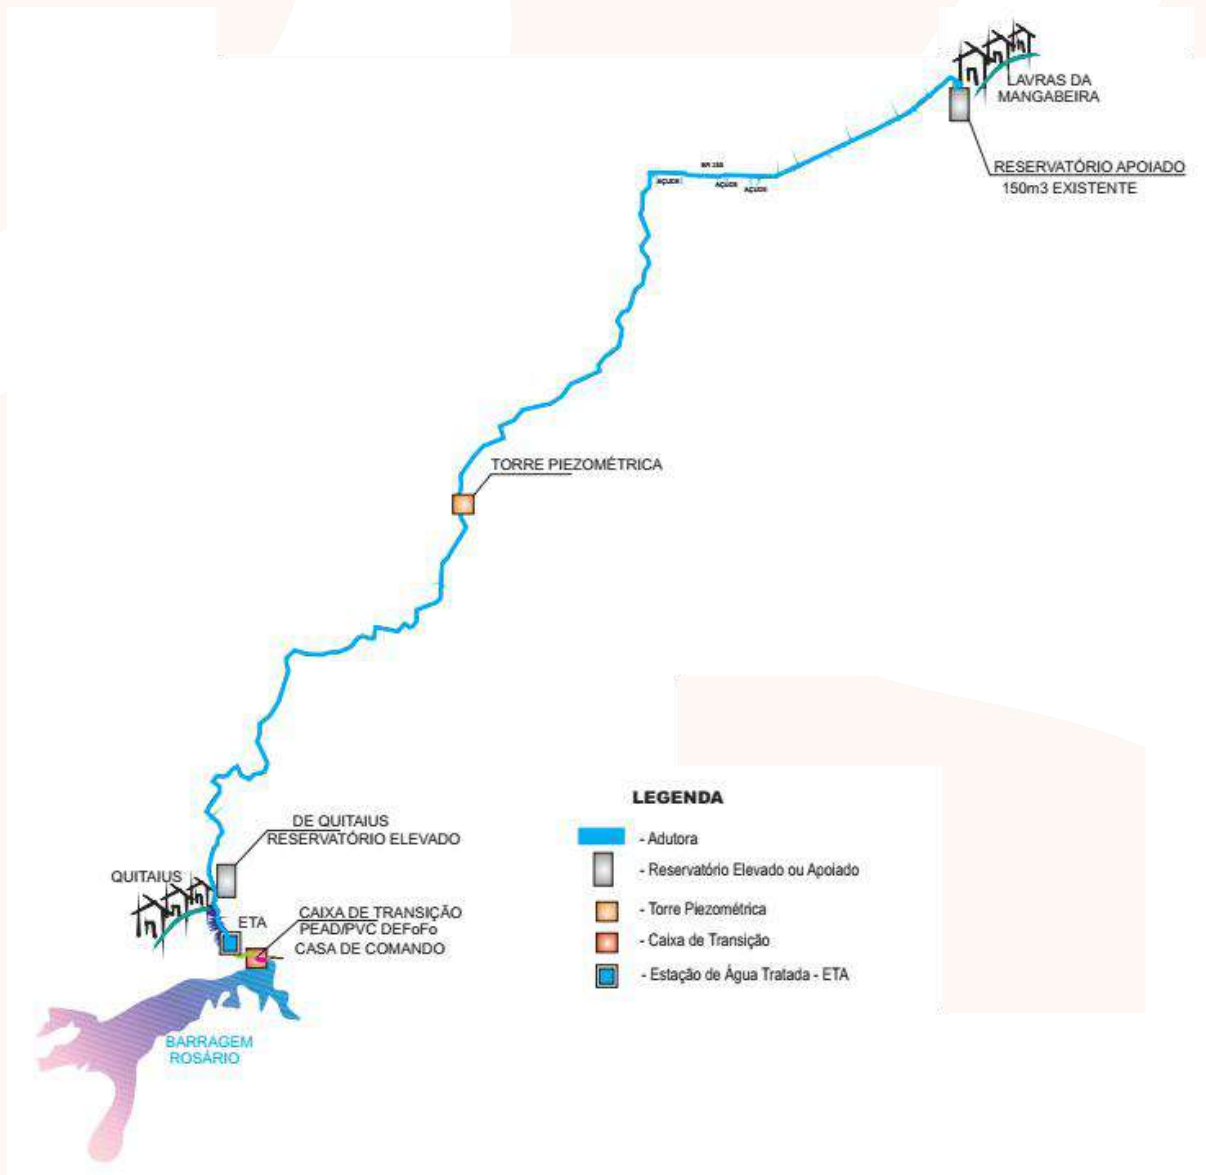 LAVRAS DA
MANGABEIRA
RESERVATÓRIO APOIADO
150m3 EXISTENTE
AÇUDE
AÇUDE
AÇUDE
TORRE PIEZOMÉTRICA
DE QUITAIUS
RESERVATÓRIO ELEVADO
QUITAIUS
ETA
CAIXA DE TRANSIÇÃO
PEAD/PVC DEFoFo
CASA DE COMANDO
BARRAGEM
ROSÁRIO
LEGENDA
- Adutora
- Reservatório Elevado ou Apoiado
- Torre Piezométrica
- Caixa de Transição
- Estação de Água Tratada - ETA